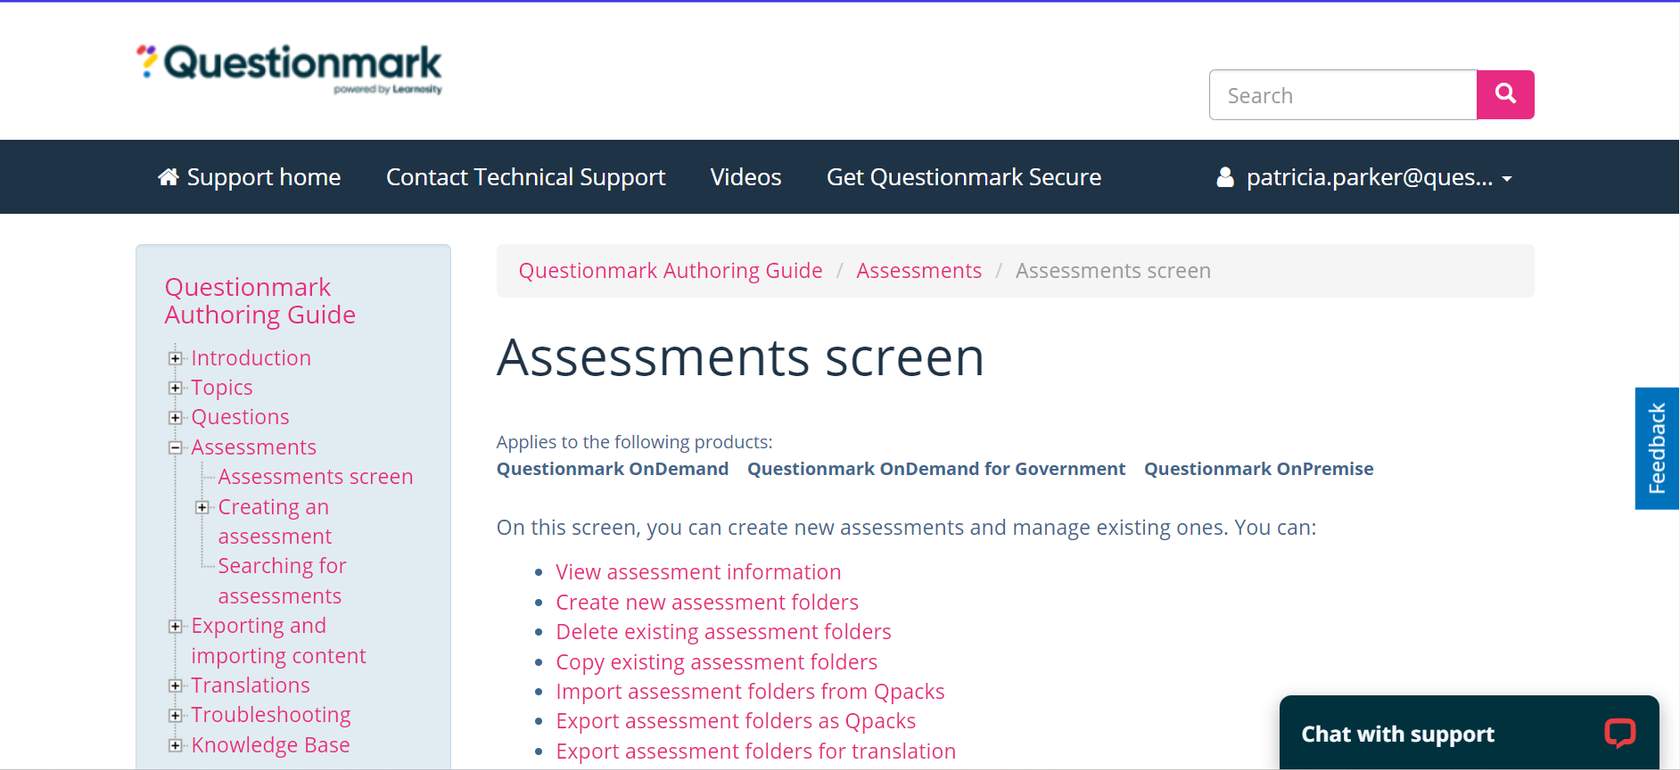 Questionmark
powered by Learnosity
Search
Support home
Contact Technical Support
Videos
Get Questionmark Secure
patricia.parker@ques...
Questionmark
Authoring Guide
Introduction
Topics
Questions
Assessments
Assessments screen
Creating an
assessment
Searching for
assessments
Exporting and
importing content
Translations
Troubleshooting
Knowledge Base
Questionmark Authoring Guide / Assessments / Assessments screen
Assessments screen
Applies to the following products:
Questionmark OnDemand Questionmark OnDemand for Government Questionmark OnPremise
On this screen, you can create new assessments and manage existing ones. You can:
• View assessment information
• Create new assessment folders
• Delete existing assessment folders
• Copy existing assessment folders
• Import assessment folders from Qpacks
• Export assessment folders as Qpacks
• Export assessment folders for translation
Feedback
Chat with support